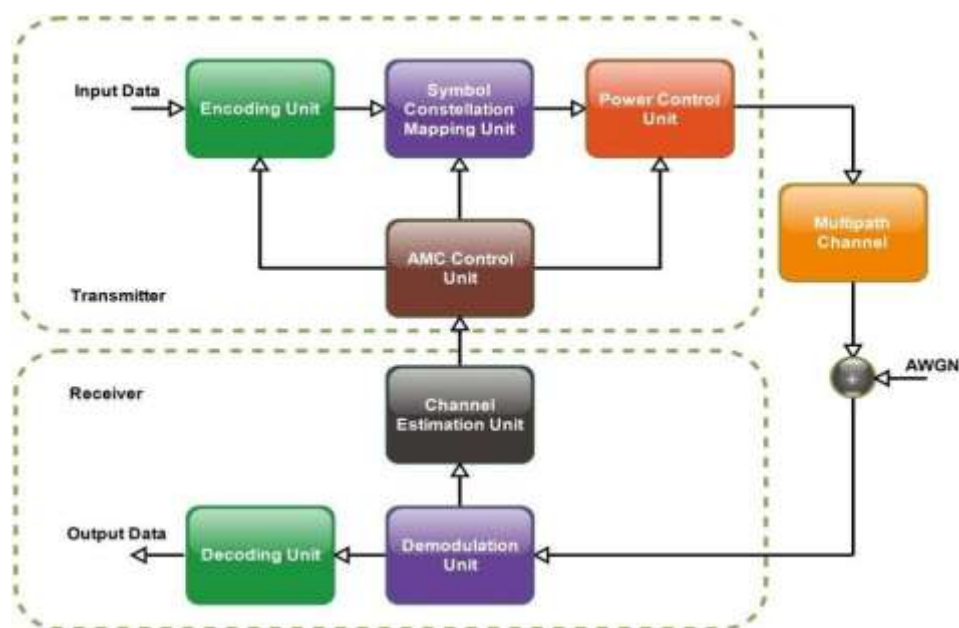 Input Data
Encoding Unit
Symbol
Constellation
Mapping Unit
Power Control
Unit
Multipath
Channel
AMC Control
Unit
Transmitter
AWGN
+
Receiver
Channel
Estimation Unit
Output Data
Decoding Unit
Demodulation
Unit